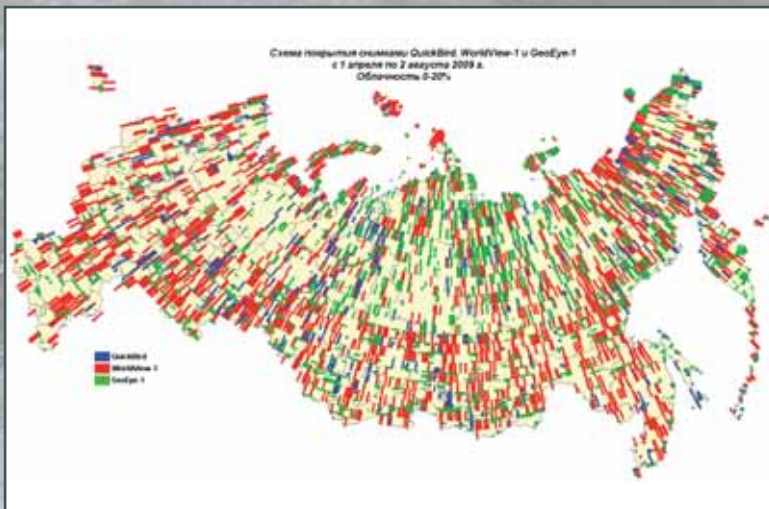 Схема покрытия снимками QuickBird, WorldView-1 и GeoEye-1
с 1 апреля по 2 августа 2009 г.
Облачность 0-20%
QuickBird
WorldView-1
GeoEye-1